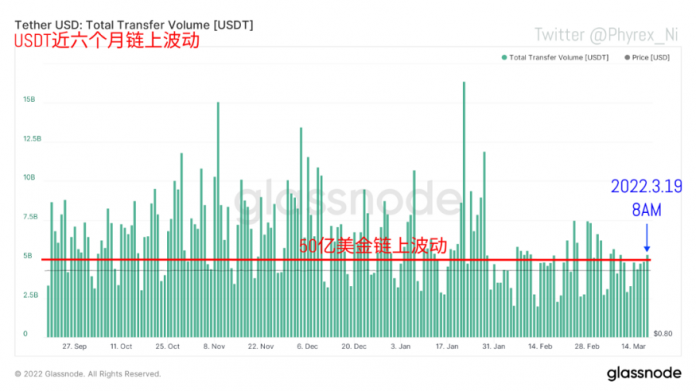 Tether USD: Total Transfer Volume [USDT]
Twitter @Phyrex_Ni
USDT近六个月链上波动
Total Transfer Volume [USDT]
Price [USD]
15B
12.5B
10B
7.5B
5B
2.5B
0
glassnode
2022.3.19
8AM
50亿美金链上波动
$0.80
27. Sep
11. Oct
25. Oct
8. Nov
22. Nov
6. Dec
20. Dec
3. Jan
17. Jan
31. Jan
14. Feb
28. Feb
14. Mar
© 2022 Glassnode. All Rights Reserved.
glassnode